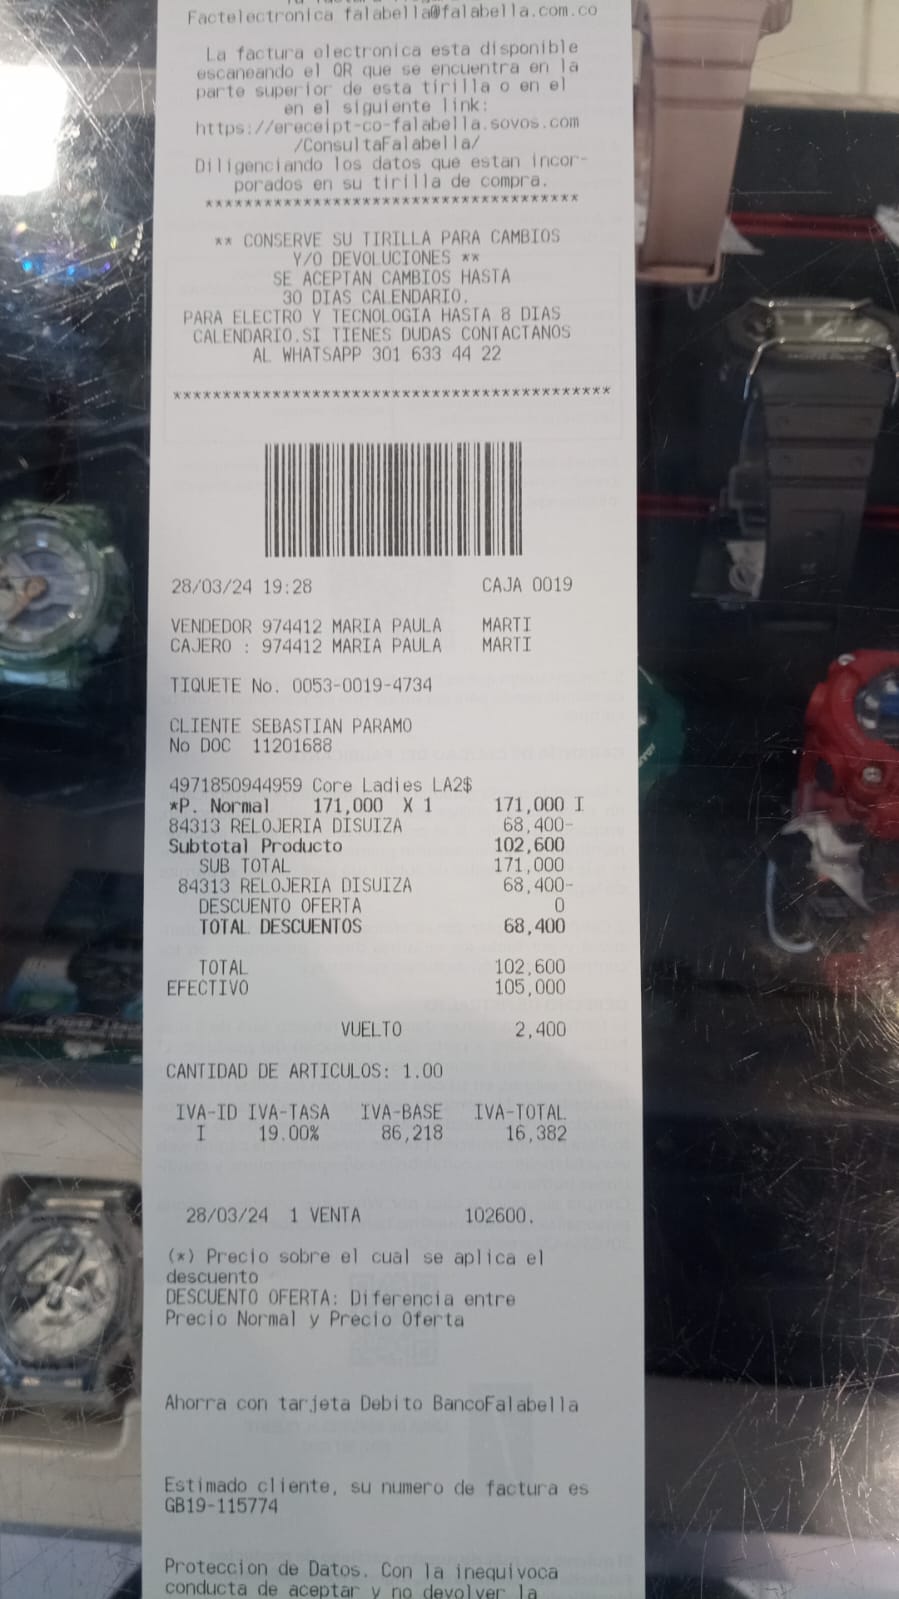 Factelectronica falabella@falabella.com.co
La factura electronica esta disponible
escaneando el QR que se encuentra en la
parte superior de esta tirilla o en el
en el siguiente link:
https://ereceipt-co-falabella.sovos.com
/ConsultaFalabella/
Diligenciando los datos que estan incor-
porados en su tirilla de compra.
**************************************
** CONSERVE SU TIRILLA PARA CAMBIOS
Y/O DEVOLUCIONES **
SE ACEPTAN CAMBIOS HASTA
30 DIAS CALENDARIO.
PARA ELECTRO Y TECNOLOGIA HASTA 8 DIAS
CALENDARIO.SI TIENES DUDAS CONTACTANOS
AL WHATSAPP 301 633 44 22
********************************************
28/03/24 19:28 CAJA 0019
VENDEDOR 974412 MARIA PAULA MARTI
CAJERO : 974412 MARIA PAULA MARTI
TIQUETE No. 0053-0019-4734
CLIENTE SEBASTIAN PARAMO
No DOC 11201688
4971850944959 Core Ladies LA2$
*P. Normal 171,000 X 1 171,000 I
84313 RELOJERIA DISUIZA 68,400-
Subtotal Producto 102,600
SUB TOTAL 171,000
84313 RELOJERIA DISUIZA 68,400-
DESCUENTO OFERTA 0
TOTAL DESCUENTOS 68,400
TOTAL 102,600
EFECTIVO 105,000
VUELTO 2,400
CANTIDAD DE ARTICULOS: 1.00
IVA-ID IVA-TASA IVA-BASE IVA-TOTAL
I 19.00% 86,218 16,382
28/03/24 1 VENTA 102600.
(*) Precio sobre el cual se aplica el
descuento
DESCUENTO OFERTA: Diferencia entre
Precio Normal y Precio Oferta
Ahorra con tarjeta Debito BancoFalabella
Estimado cliente, su numero de factura es
GB19-115774
Proteccion de Datos. Con la inequivoca
conducta de aceptar y no devolver la